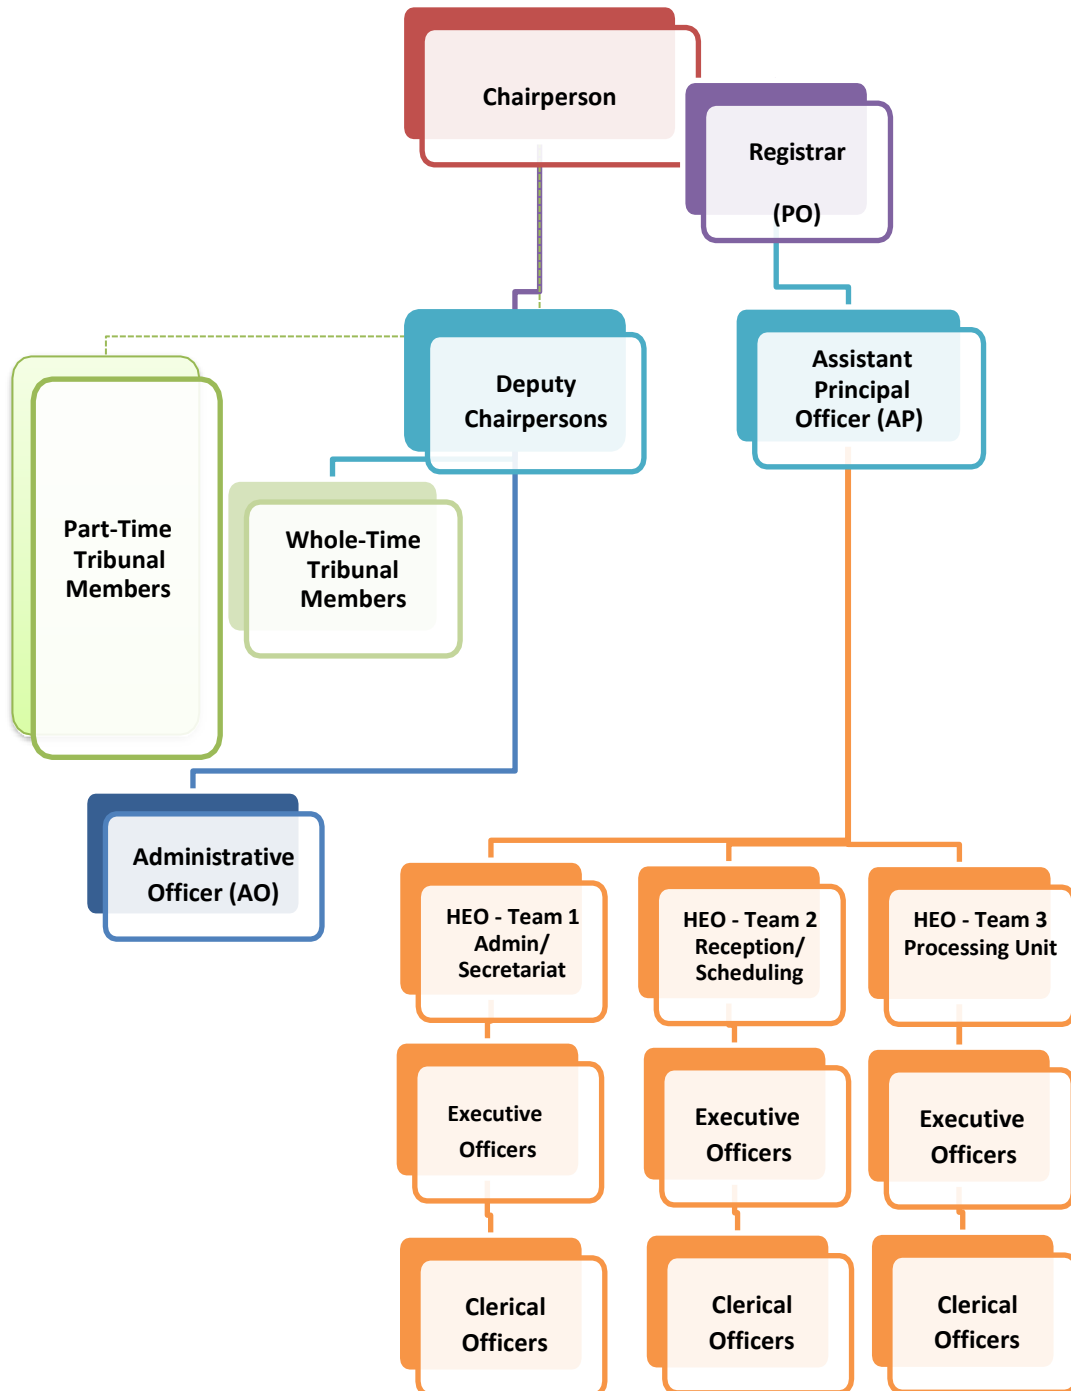 Chairperson
Registrar
(PO)
Deputy
Chairpersons
Assistant
Principal
Officer (AP)
Part-Time
Tribunal
Members
Whole-Time
Tribunal
Members
Administrative
Officer (AO)
HEO - Team 1
Admin/
Secretariat
HEO - Team 2
Reception/
Scheduling
HEO - Team 3
Processing Unit
Executive
Officers
Executive
Officers
Executive
Officers
Clerical
Officers
Clerical
Officers
Clerical
Officers